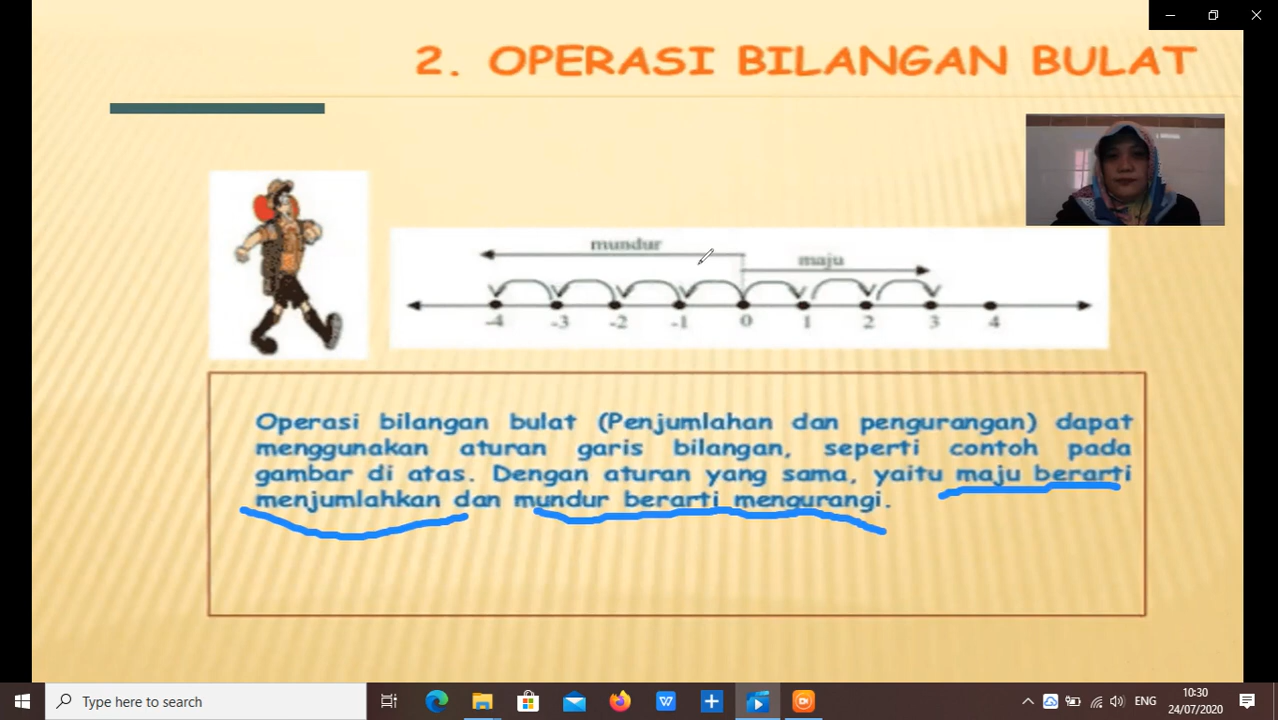 2. OPERASI BILANGAN BULAT
mundur
maju
-4 -3 -2 -1 0 1 2 3 4
Operasi bilangan bulat (Penjumlahan dan pengurangan) dapat
menggunakan aturan garis bilangan, seperti contoh pada
gambar di atas. Dengan aturan yang sama, yaitu maju berarti
menjumlahkan dan mundur berarti mengurangi.
Type here to search
ENG
10:30
24/07/2020